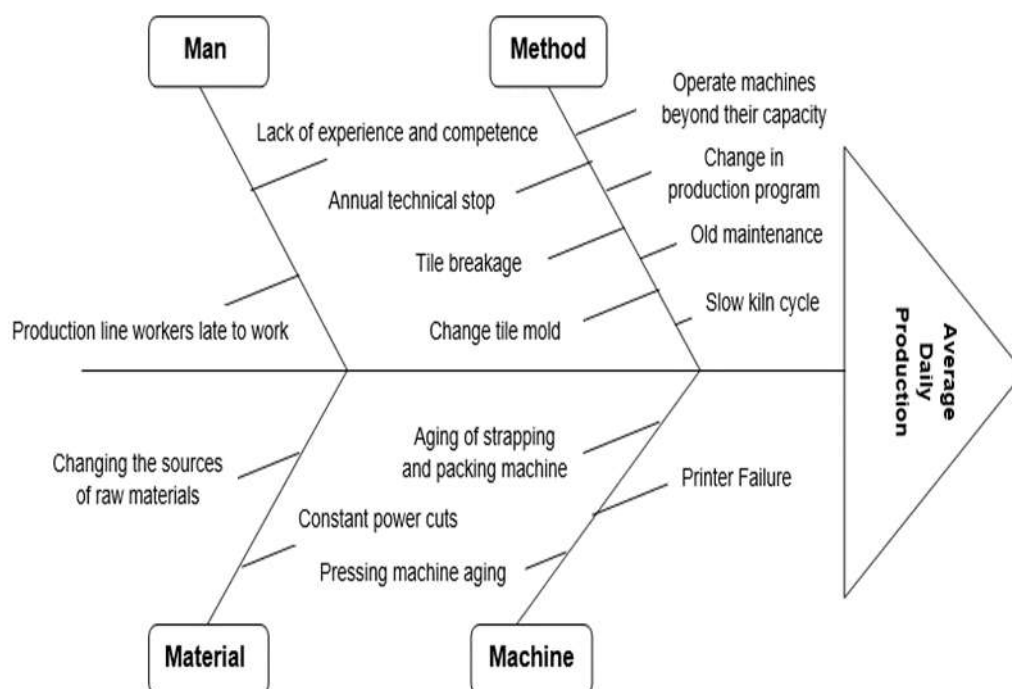 Man
Method
Operate machines
beyond their capacity
Lack of experience and competence
Change in
production program
Annual technical stop
Old maintenance
Tile breakage
Slow kiln cycle
Production line workers late to work
Change tile mold
Average
Daily
Production
Aging of strapping
and packing machine
Changing the sources
of raw materials
Printer Failure
Constant power cuts
Pressing machine aging
Material
Machine